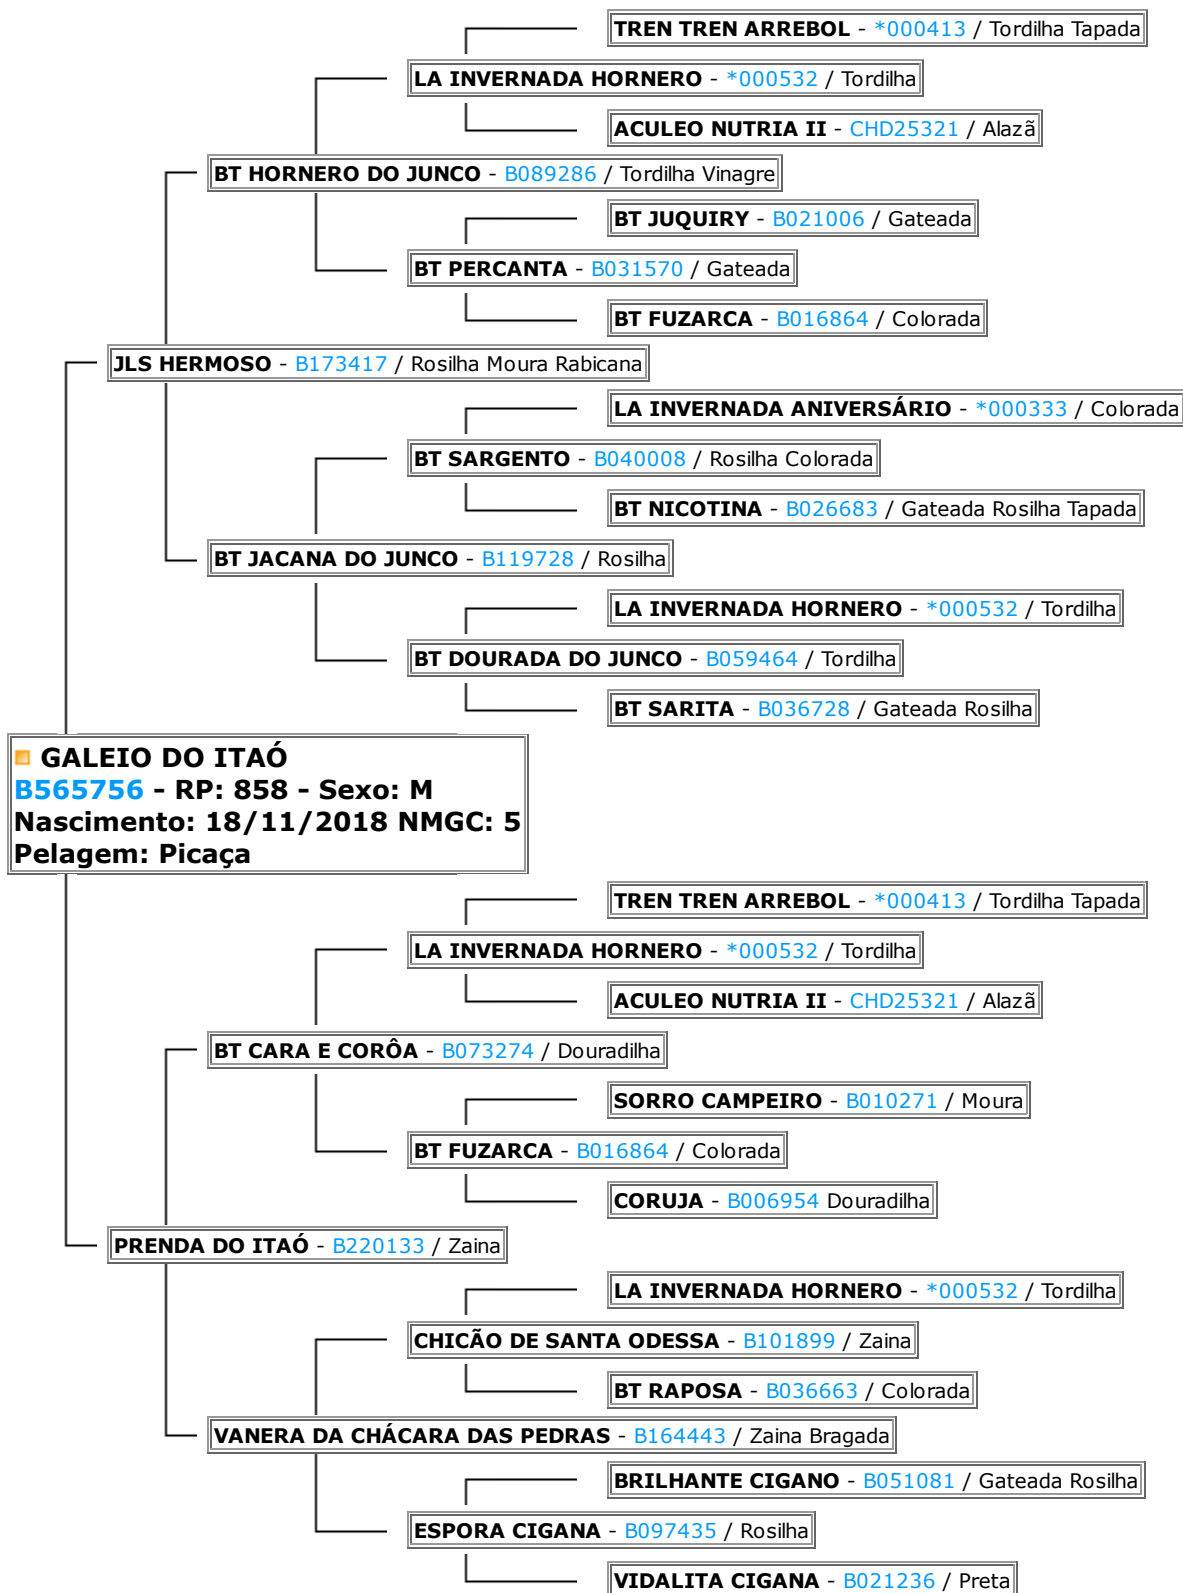 TREN TREN ARREBOL - *000413 / Tordilha Tapada
LA INVERNADA HORNERO - *000532 / Tordilha
ACULEO NUTRIA II - CHD25321 / Alazã
BT HORNERO DO JUNCO - B089286 / Tordilha Vinagre
BT JUQUIRY - B021006 / Gateada
BT PERCANTA - B031570 / Gateada
BT FUZARCA - B016864 / Colorada
JLS HERMOSO - B173417 / Rosilha Moura Rabicana
LA INVERNADA ANIVERSÁRIO - *000333 / Colorada
BT SARGENTO - B040008 / Rosilha Colorada
BT NICOTINA - B026683 / Gateada Rosilha Tapada
BT JACANA DO JUNCO - B119728 / Rosilha
LA INVERNADA HORNERO - *000532 / Tordilha
BT DOURADA DO JUNCO - B059464 / Tordilha
BT SARITA - B036728 / Gateada Rosilha
GALEIO DO ITAÓ
B565756 - RP: 858 - Sexo: M
Nascimento: 18/11/2018 NMGC: 5
Pelagem: Picaça
TREN TREN ARREBOL - *000413 / Tordilha Tapada
LA INVERNADA HORNERO - *000532 / Tordilha
ACULEO NUTRIA II - CHD25321 / Alazã
BT CARA E CORÔA - B073274 / Douradilha
SORRO CAMPEIRO - B010271 / Moura
BT FUZARCA - B016864 / Colorada
CORUJA - B006954 Douradilha
PRENDA DO ITAÓ - B220133 / Zaina
LA INVERNADA HORNERO - *000532 / Tordilha
CHICÃO DE SANTA ODESSA - B101899 / Zaina
BT RAPOSA - B036663 / Colorada
VANERA DA CHÁCARA DAS PEDRAS - B164443 / Zaina Bragada
BRILHANTE CIGANO - B051081 / Gateada Rosilha
ESPORA CIGANA - B097435 / Rosilha
VIDALITA CIGANA - B021236 / Preta